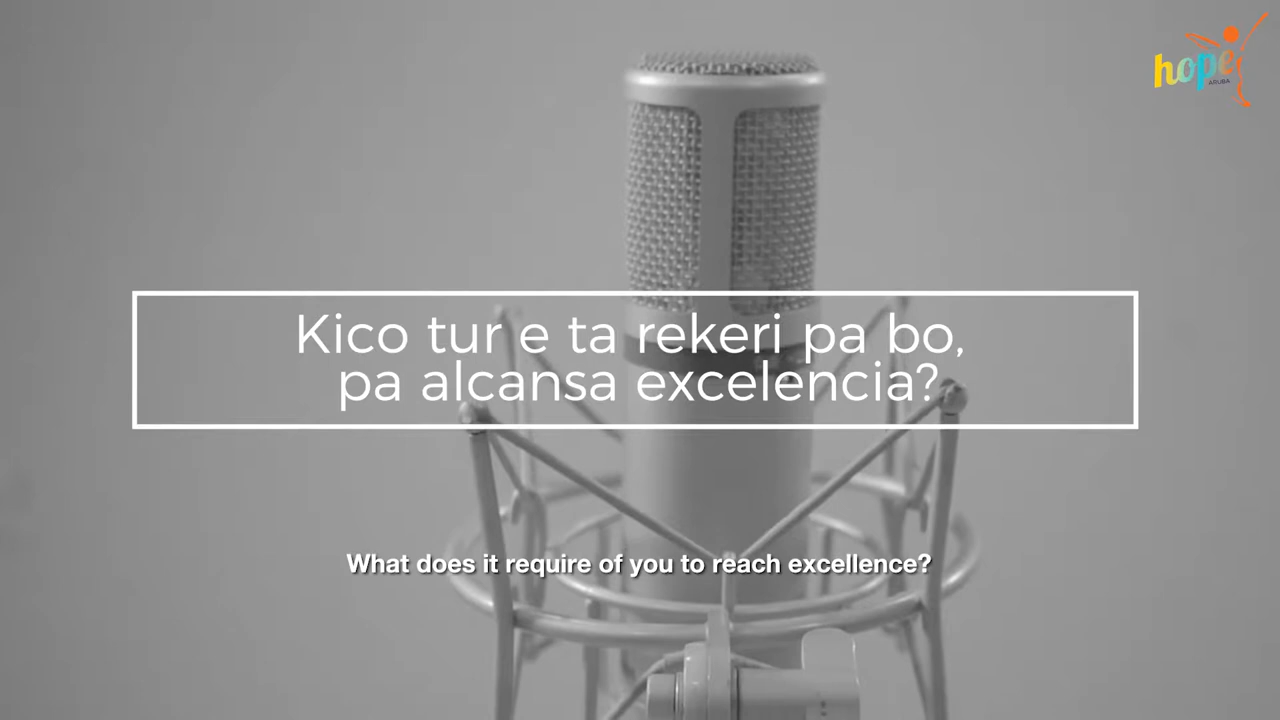 hope
ARUBA
Kico tur e ta rekeri pa bo,
pa alcansa excelencia?
What does it require of you to reach excellence?